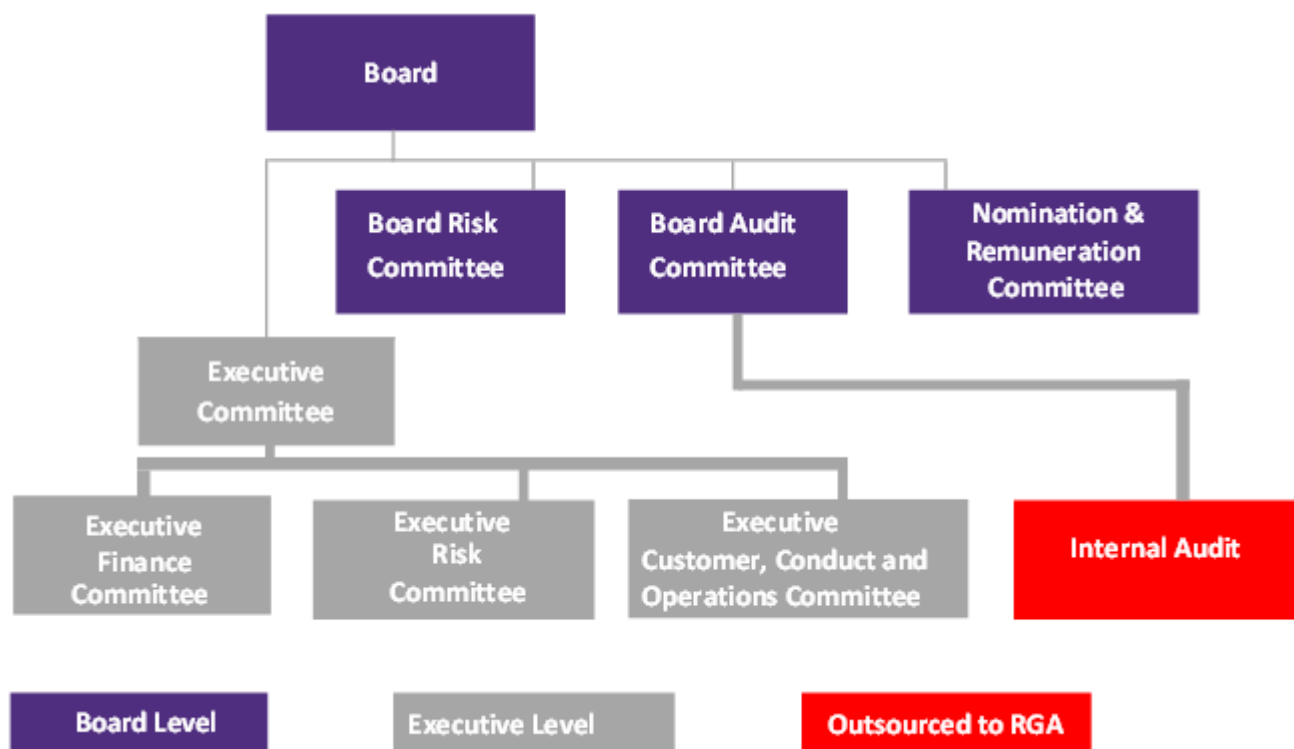 Board
Board Risk
Committee
Board Audit
Committee
Nomination &
Remuneration
Committee
Executive
Committee
Executive
Finance
Committee
Executive
Risk
Committee
Executive
Customer, Conduct and
Operations Committee
Internal Audit
Board Level
Executive Level
Outsourced to RGA